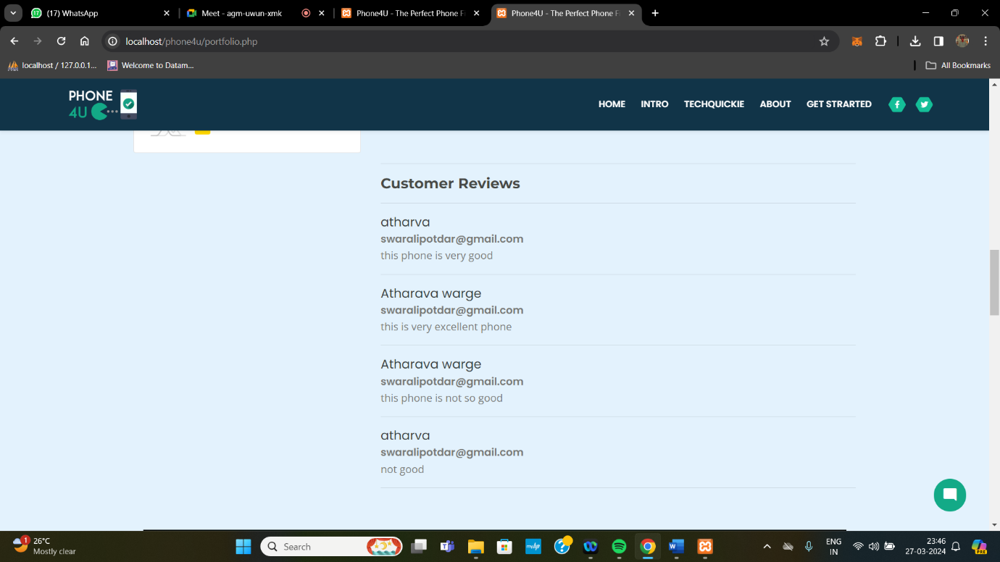 (17) WhatsApp
Meet - agm-uwun-xmk
Phone4U - The Perfect Phone F
Phone4U - The Perfect Phone F
localhost/phone4u/portfolio.php
localhost / 127.0.0.1...
Welcome to Datam...
All Bookmarks
PHONE
4U
HOME
INTRO
TECHQUICKIE
ABOUT
GET STRARTED
Customer Reviews
atharva
swaralipotdar@gmail.com
this phone is very good
Atharava warge
swaralipotdar@gmail.com
this is very excellent phone
Atharava warge
swaralipotdar@gmail.com
this phone is not so good
atharva
swaralipotdar@gmail.com
not good
1
26°C
Mostly clear
Search
myhp
ENG
IN
23:46
27-03-2024
PRE